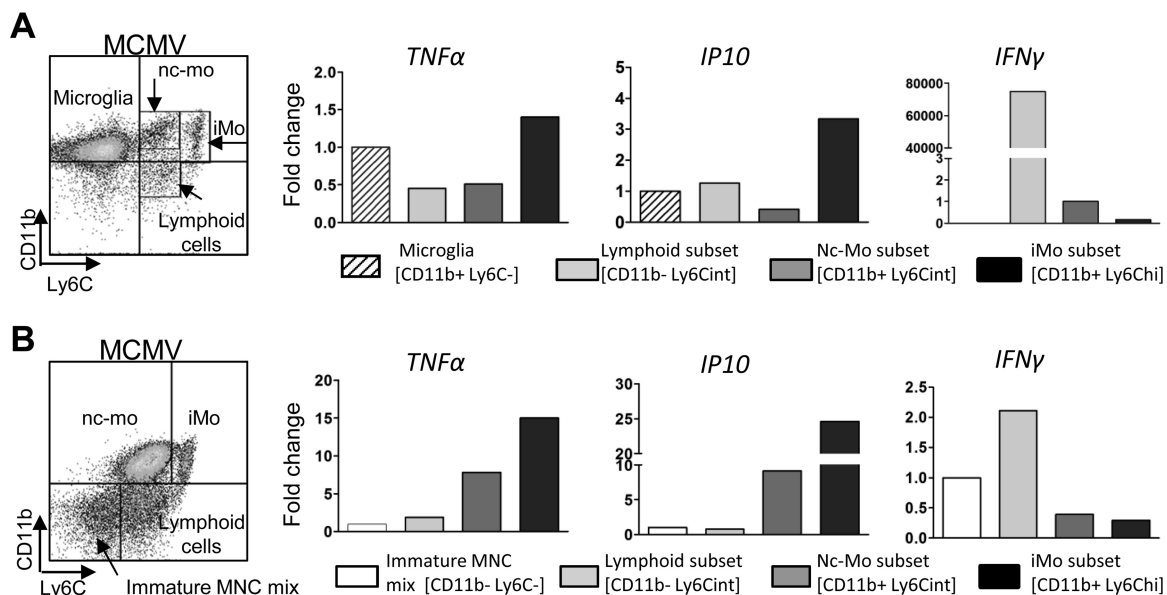 A
MCMV
nc-mo
Microglia
iMo
Lymphoid
cells
CD11b
Ly6C
TNFα
Fold change
2.0
1.5
1.0
0.5
0.0
IP10
5
4
3
2
1
0
IFNγ
80000
60000
40000
3
2
1
0
Microglia
[CD11b+ Ly6C-]
Lymphoid subset
[CD11b- Ly6Cint]
Nc-Mo subset
[CD11b+ Ly6Cint]
iMo subset
[CD11b+ Ly6Chi]
B
MCMV
nc-mo
iMo
Lymphoid
cells
CD11b
Ly6C
Immature MNC mix
TNFα
Fold change
20
15
10
5
0
IP10
30
25
20
10
5
0
IFNγ
2.5
2.0
1.5
1.0
0.5
0.0
Immature MNC
mix [CD11b- Ly6C-]
Lymphoid subset
[CD11b- Ly6Cint]
Nc-Mo subset
[CD11b+ Ly6Cint]
iMo subset
[CD11b+ Ly6Chi]